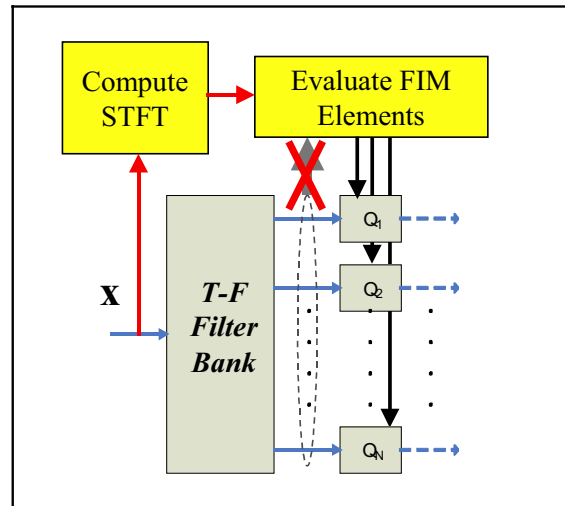 Compute
STFT
Evaluate FIM
Elements
x
T-F
Filter
Bank
Q1
Q2
QN